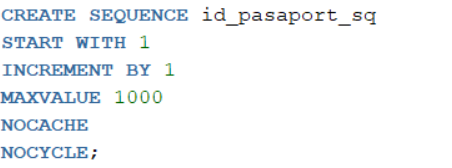 CREATE SEQUENCE id_pasaport_sq
START WITH 1
INCREMENT BY 1
MAXVALUE 1000
NOCACHE
NOCYCLE;